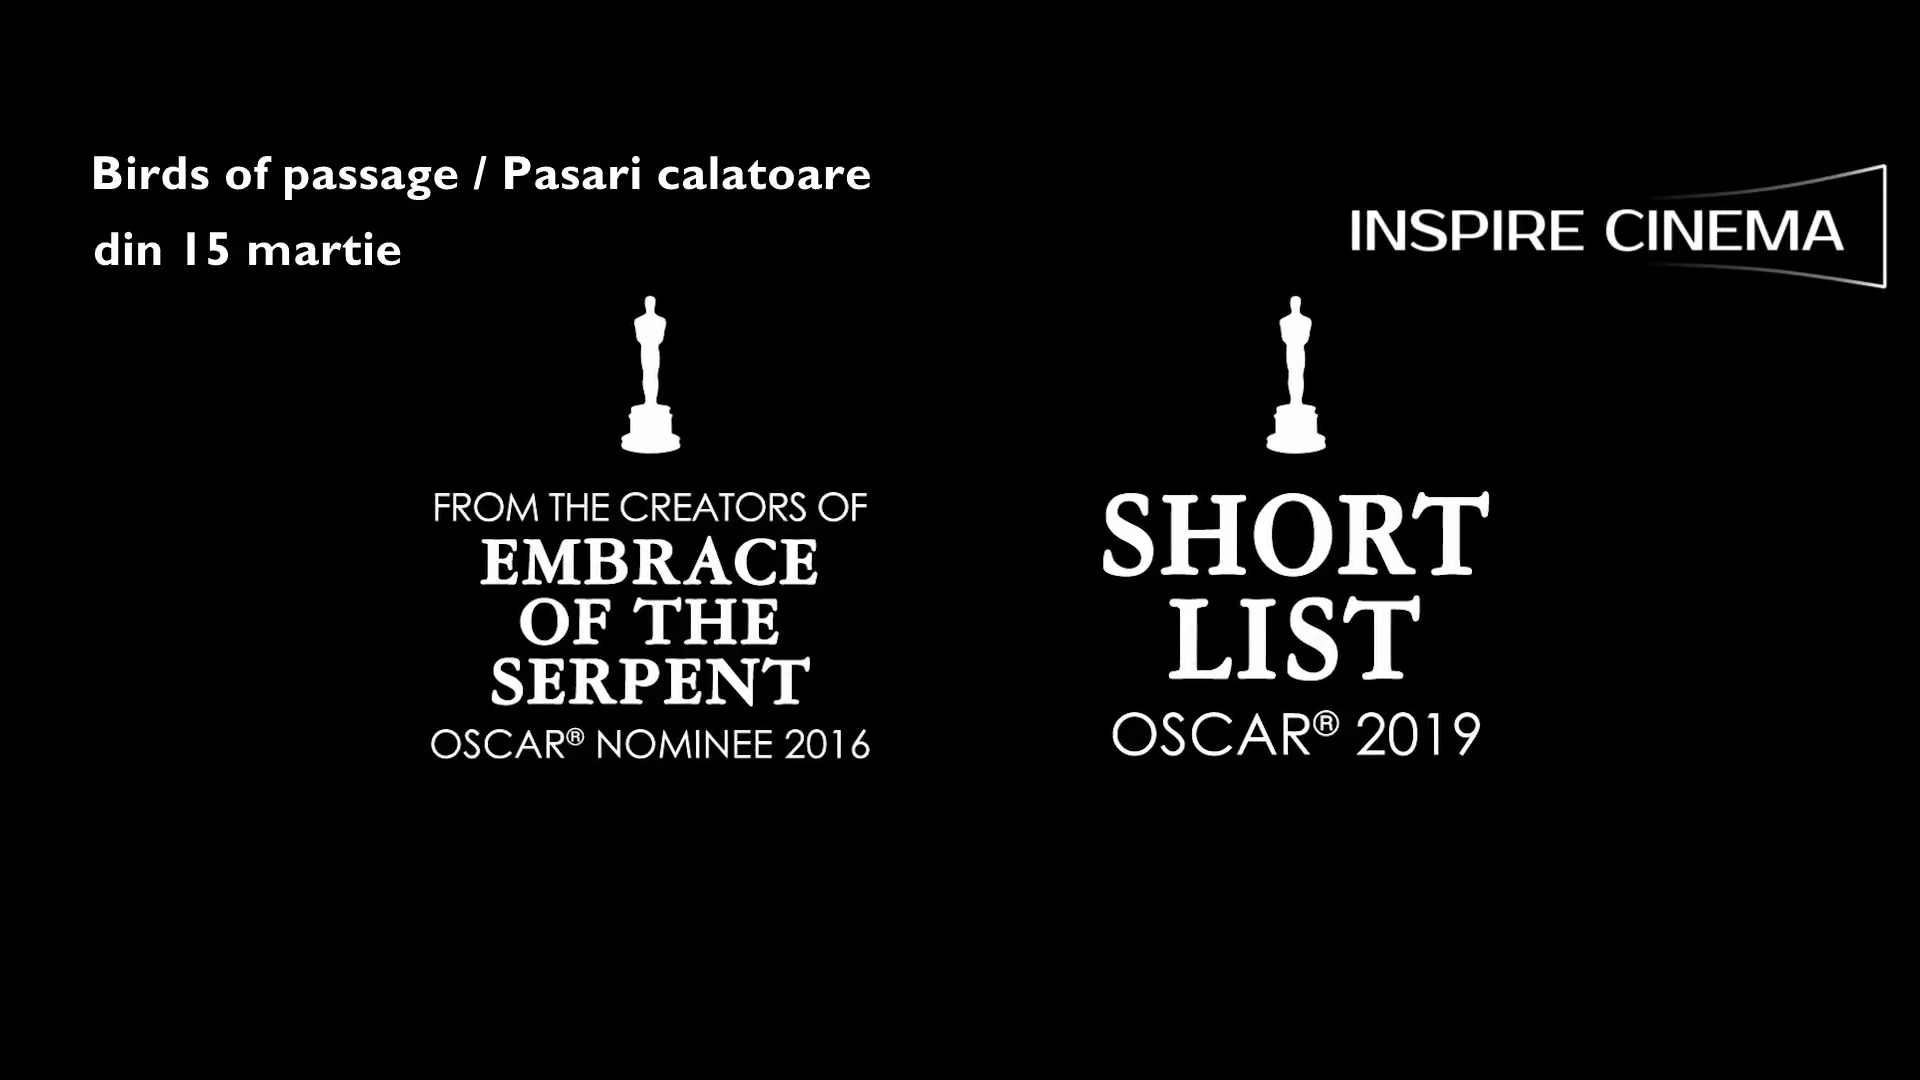 Birds of passage / Pasari calatoare
din 15 martie
INSPIRE CINEMA
FROM THE CREATORS OF
EMBRACE
OF THE
SERPENT
OSCAR® NOMINEE 2016
SHORT
LIST
OSCAR® 2019